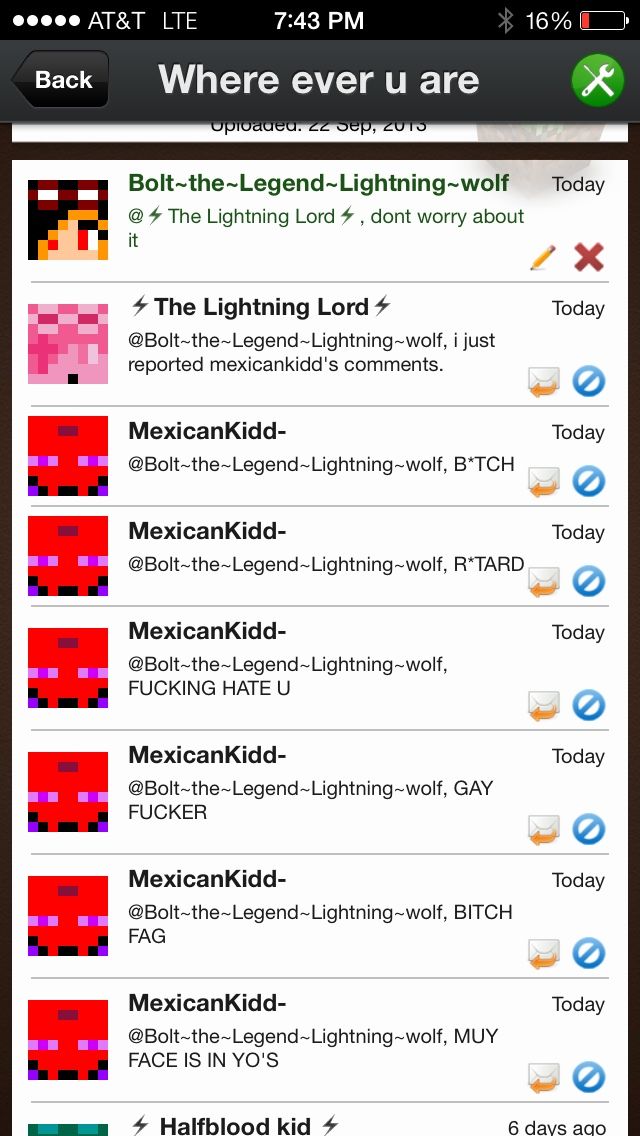 AT&T LTE 7:43 PM 16%
Back Where ever u are
Uploaded: 22 Sep, 2013
Bolt~the~Legend~Lightning~wolf Today
@⚡The Lightning Lord⚡, dont worry about
it
⚡The Lightning Lord⚡ Today
@Bolt~the~Legend~Lightning~wolf, i just
reported mexicankidd's comments.
MexicanKidd- Today
@Bolt~the~Legend~Lightning~wolf, B*TCH
MexicanKidd- Today
@Bolt~the~Legend~Lightning~wolf, R*TARD
MexicanKidd- Today
@Bolt~the~Legend~Lightning~wolf,
FUCKING HATE U
MexicanKidd- Today
@Bolt~the~Legend~Lightning~wolf, GAY
FUCKER
MexicanKidd- Today
@Bolt~the~Legend~Lightning~wolf, BITCH
FAG
MexicanKidd- Today
@Bolt~the~Legend~Lightning~wolf, MUY
FACE IS IN YO'S
⚡ Halfblood kid ⚡ 6 days ago